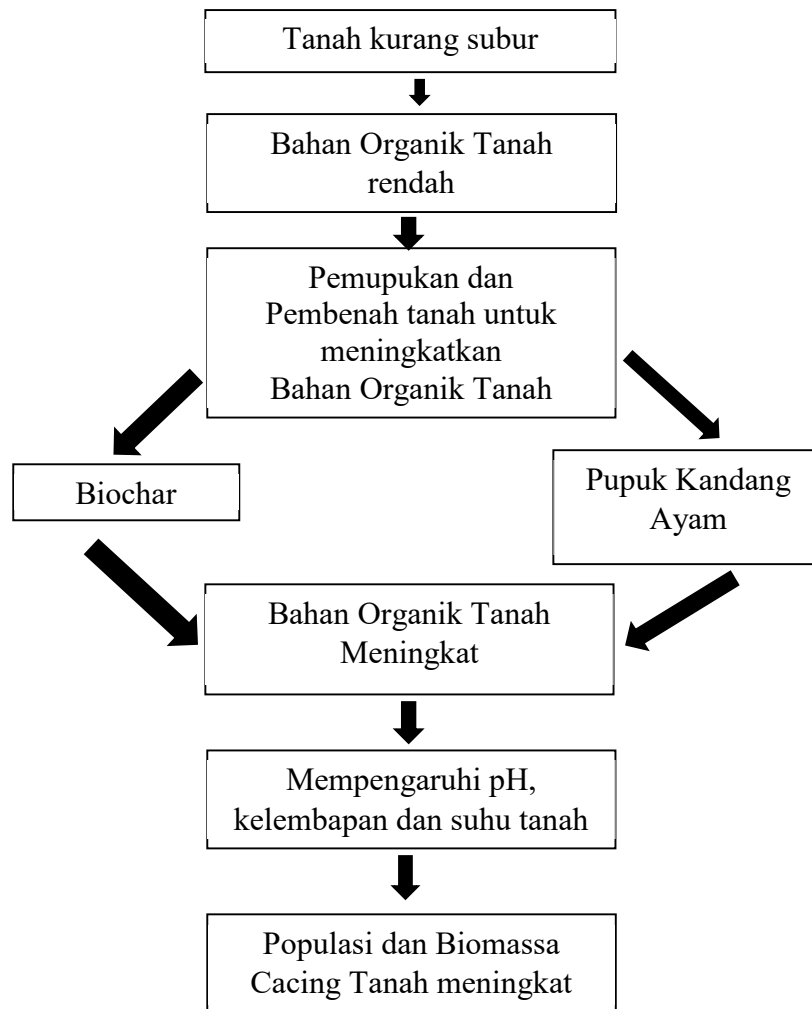 Tanah kurang subur
Bahan Organik Tanah
rendah
Pemupukan dan
Pembenah tanah untuk
meningkatkan
Bahan Organik Tanah
Biochar
Pupuk Kandang
Ayam
Bahan Organik Tanah
Meningkat
Mempengaruhi pH,
kelembapan dan suhu tanah
Populasi dan Biomassa
Cacing Tanah meningkat